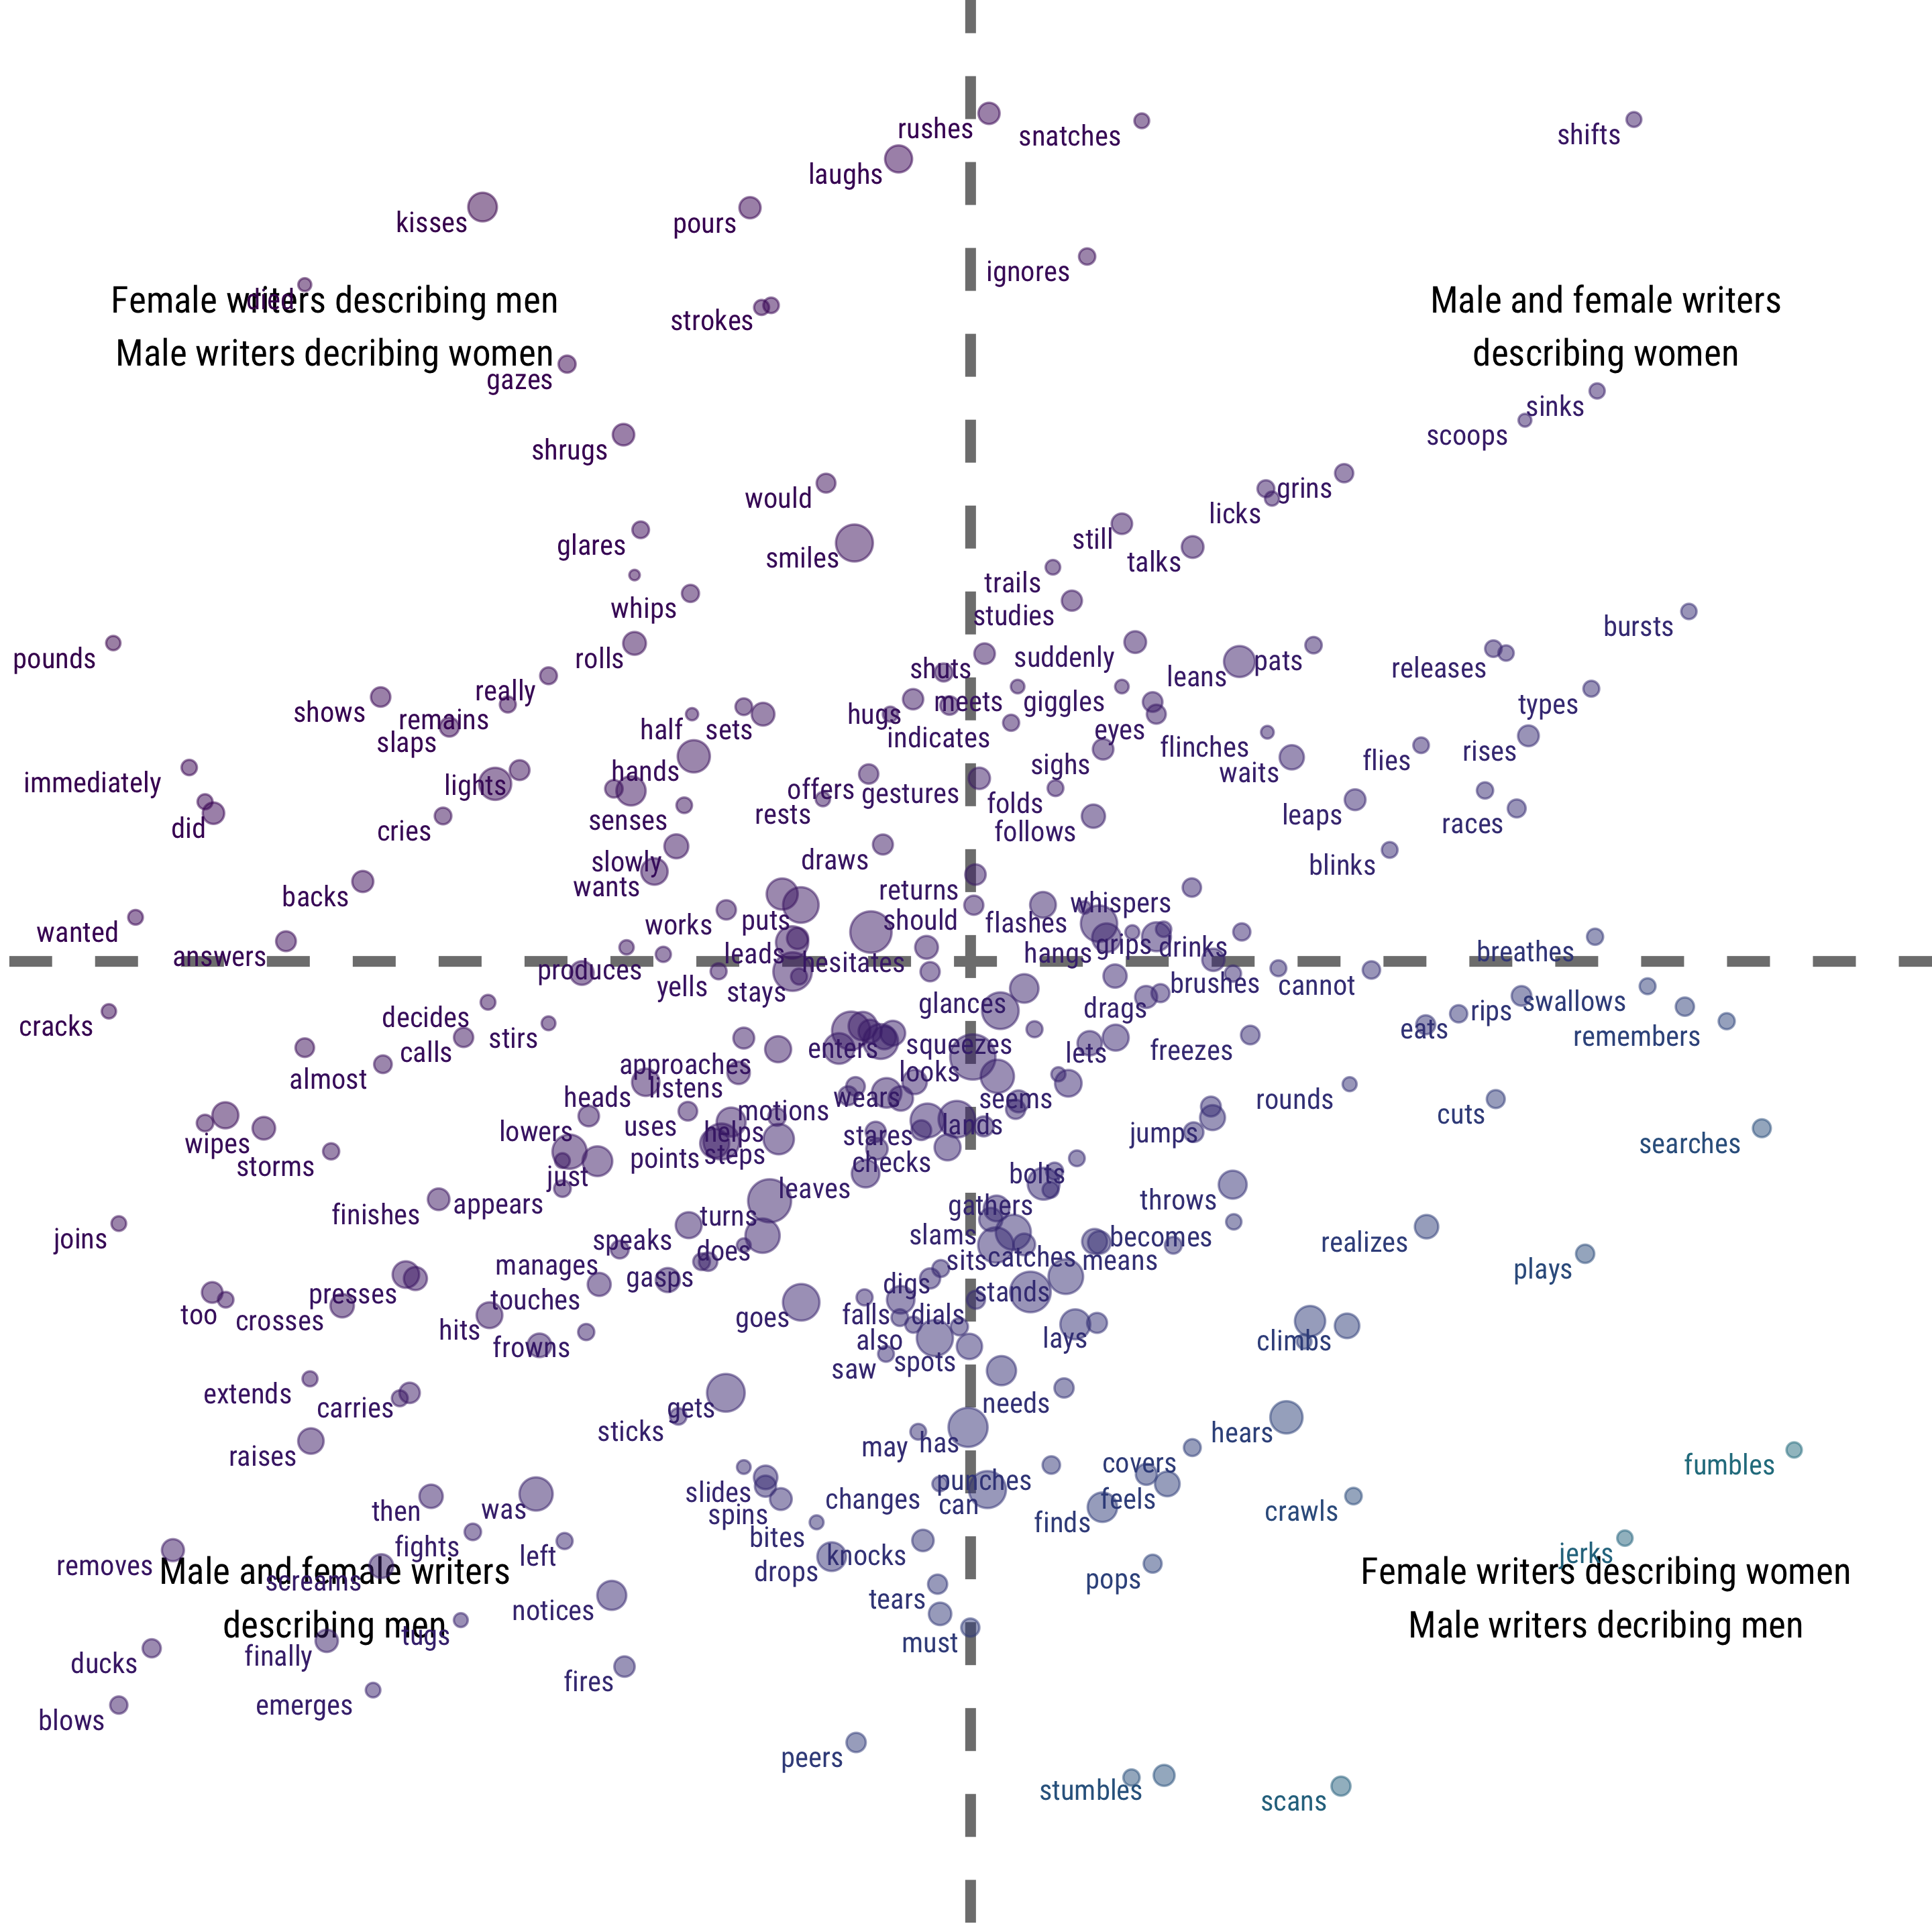 rushes
snatches
shifts
laughs
kisses
pours
ignores
died
Female writers describing men
Male writers decribing women
Male and female writers
describing women
strokes
gazes
sinks
scoops
shrugs
grins
would
licks
still
glares
smiles
talks
trails
whips
studies
bursts
pounds
rolls
shuts
suddenly
leans
pats
releases
really
shows
remains
meets
giggles
types
slaps
half
sets
hugs
indicates
eyes
flinches
flies
rises
immediately
lights
hands
sighs
waits
offers
gestures
folds
leaps
did
cries
senses
rests
follows
races
slowly
draws
blinks
wants
backs
returns
whispers
wanted
works
puts
should
flashes
answers
leads
hesitates
hangs
grips
drinks
breathes
produces
yells
stays
glances
drags
brushes
cannot
cracks
decides
stirs
calls
eats
rips
swallows
remembers
enters
squeezes
lets
freezes
almost
approaches
looks
listens
heads
wears
seems
rounds
wipes
lowers
uses
motions
helps
lands
cuts
storms
points
steps
stares
checks
jumps
searches
just
leaves
bolts
finishes
appears
gathers
throws
joins
speaks
turns
does
slams
sits
catches
becomes
means
realizes
manages
gasps
plays
too
crosses
presses
touches
digs
stands
hits
frowns
goes
falls
dials
also
lays
climbs
extends
carries
saw
spots
gets
needs
raises
sticks
may
has
hears
slides
punches
covers
fumbles
then
was
spins
changes
can
feels
crawls
fights
left
bites
finds
removes
screams
drops
knocks
pops
jerks
Male and female writers
describing men
Female writers describing women
Male writers decribing men
tugs
notices
tears
ducks
finally
must
blows
emerges
fires
peers
stumbles
scans